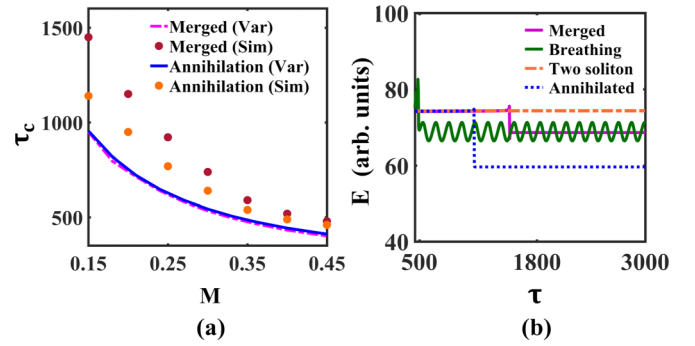 1500
1000
500
τc
0.15 0.25 0.35 0.45
M
Merged (Var)
Merged (Sim)
Annihilation (Var)
Annihilation (Sim)
(a)
100
80
60
40
E (arb. units)
500 1800 3000
τ
Merged
Breathing
Two soliton
Annihilated
(b)